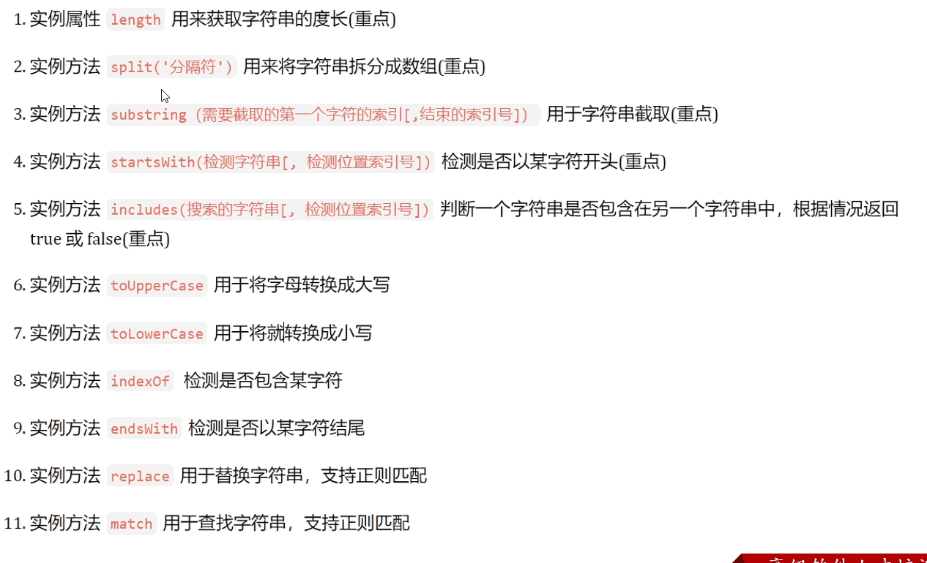 1. 实例属性 length 用来获取字符串的度长(重点)
2. 实例方法 split('分隔符') 用来将字符串拆分成数组(重点)
3. 实例方法 substring (需要截取的第一个字符的索引[,结束的索引号]) 用于字符串截取(重点)
4. 实例方法 startsWith(检测字符串[, 检测位置索引号]) 检测是否以某字符开头(重点)
5. 实例方法 includes(搜索的字符串[, 检测位置索引号]) 判断一个字符串是否包含在另一个字符串中，根据情况返回
true 或 false(重点)
6. 实例方法 toUpperCase 用于将字母转换成大写
7. 实例方法 toLowerCase 用于将就转换成小写
8. 实例方法 indexOf 检测是否包含某字符
9. 实例方法 endsWith 检测是否以某字符结尾
10. 实例方法 replace 用于替换字符串，支持正则匹配
11. 实例方法 match 用于查找字符串，支持正则匹配